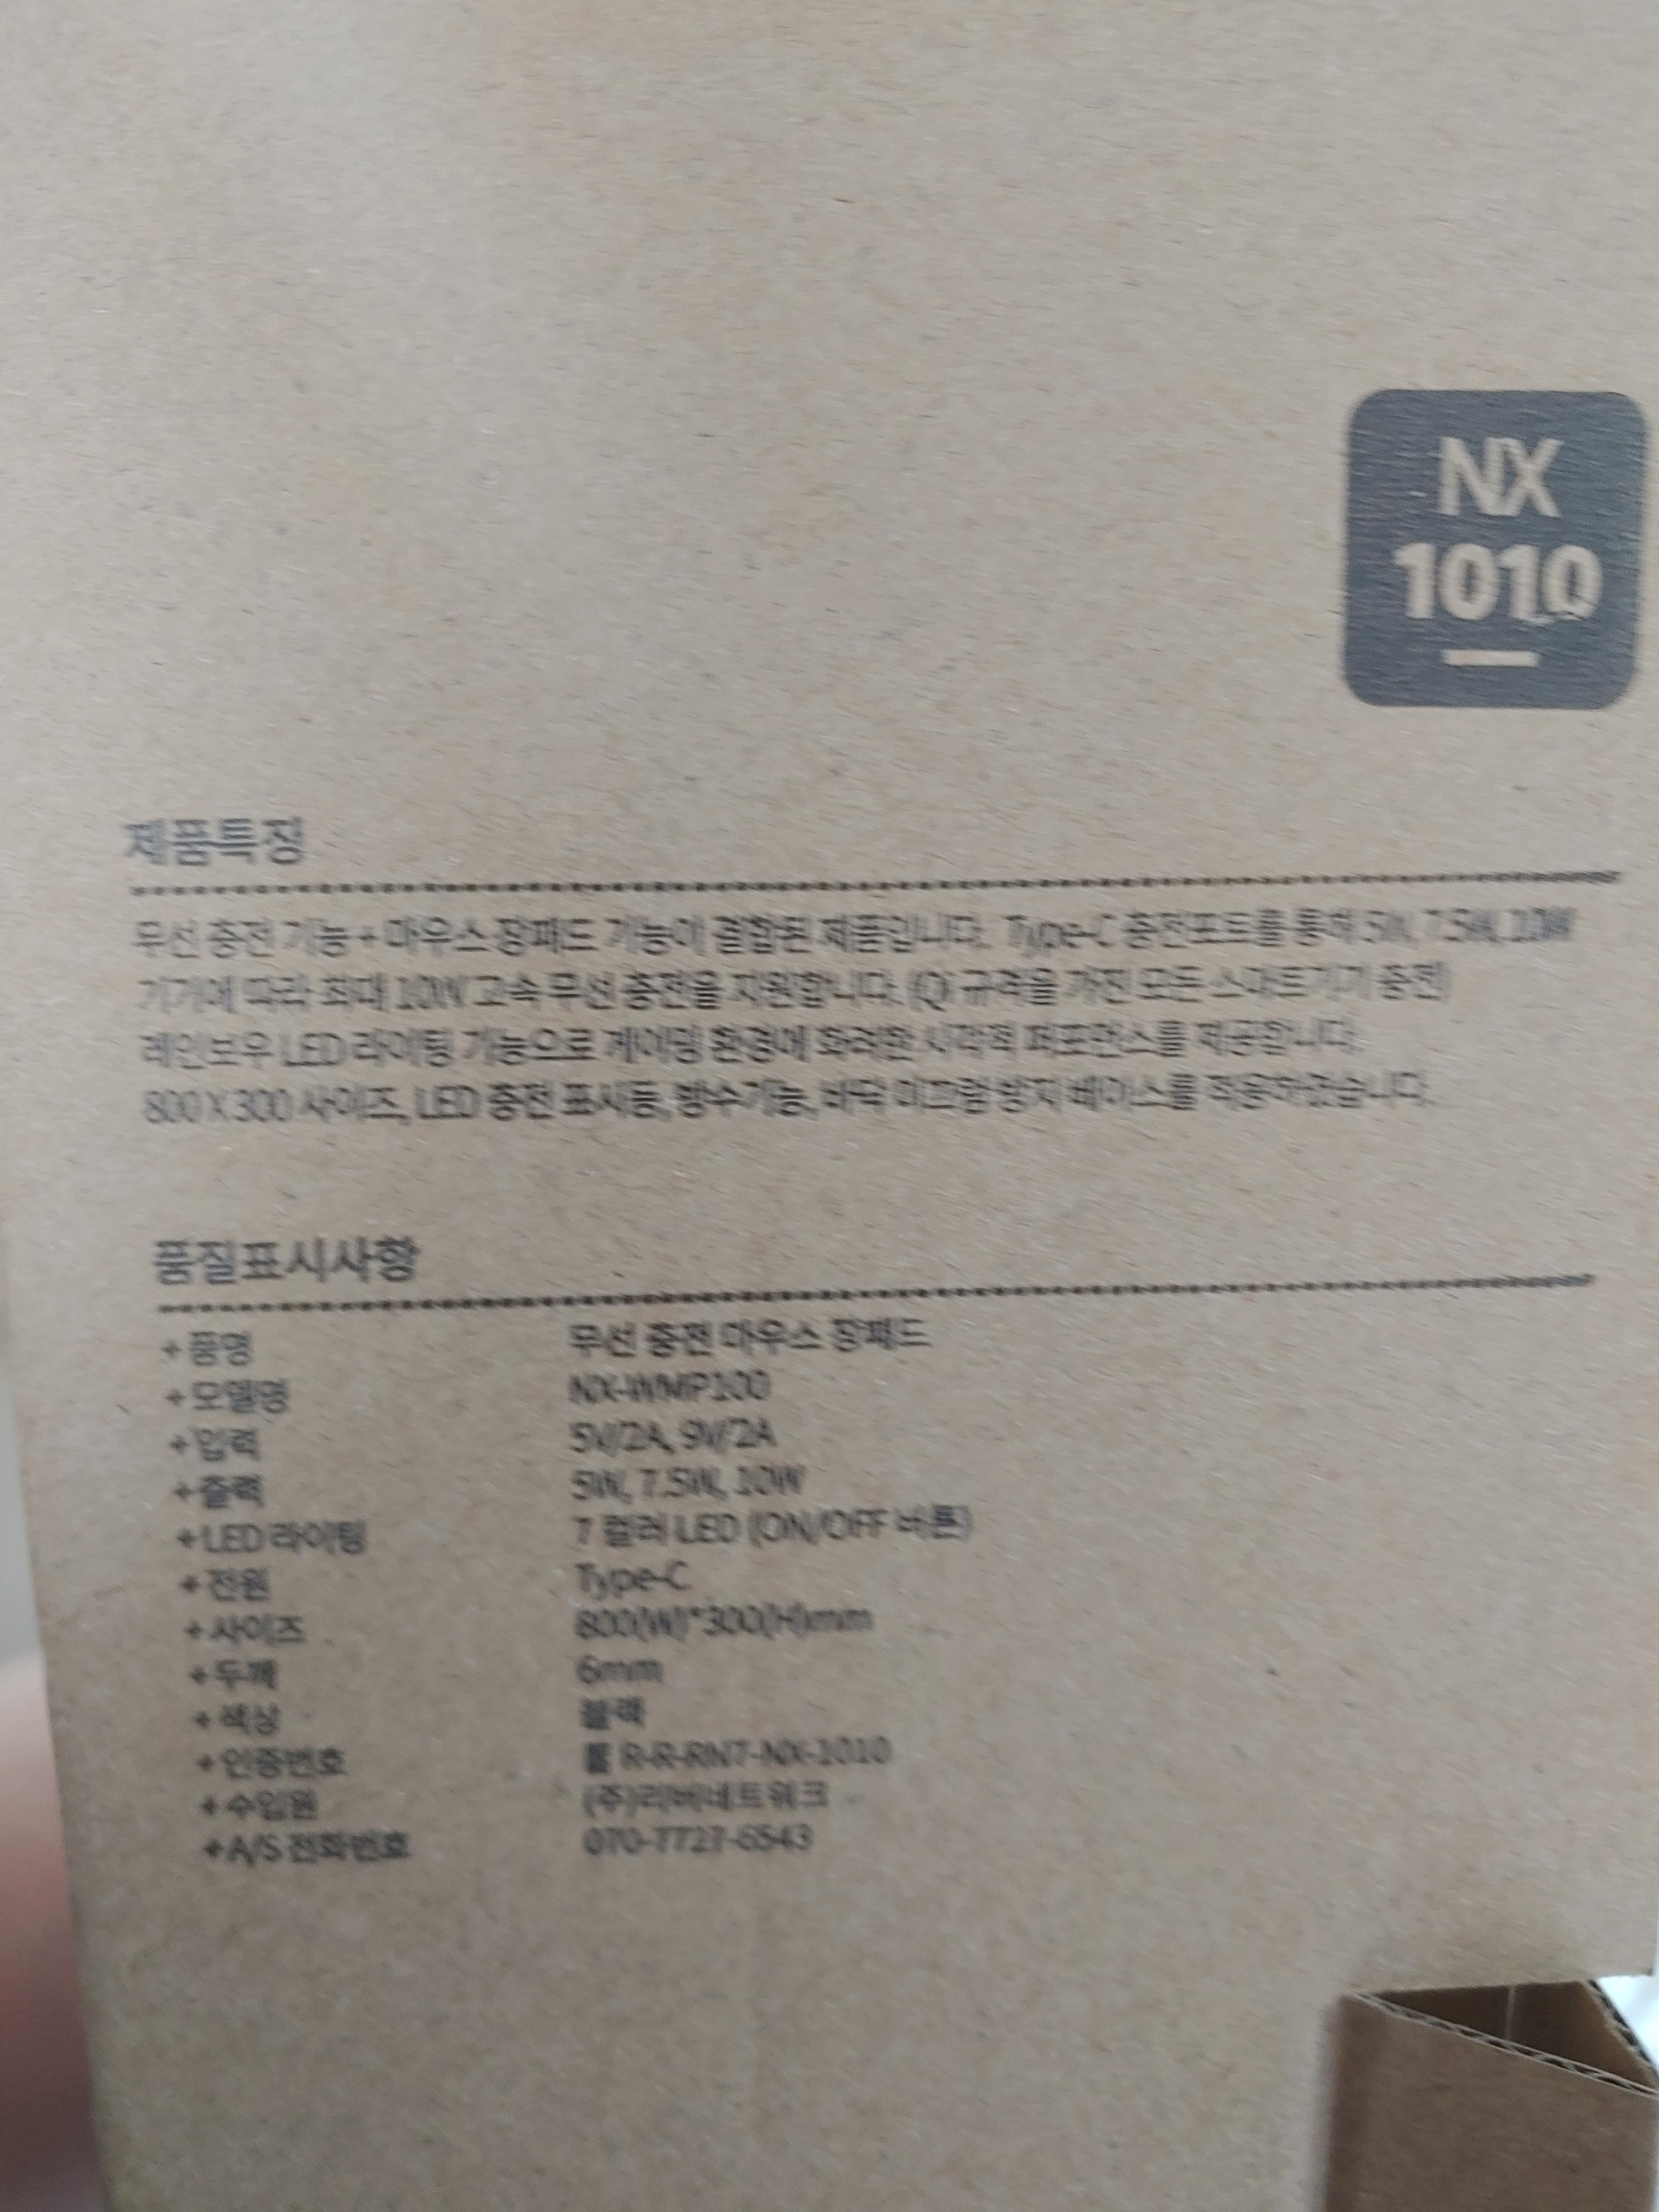 NX
1010
제품특징
무선 충전 기능 + 마우스 장패드 기능이 결합된 제품입니다. Type-C 충전포트를 통해 5W, 7.5W, 10W
기기에 따라 최대 10W 고속 무선 충전을 지원합니다. (Qi 규격을 가진 모든 스마트기기 충전)
레인보우 LED 라이팅 기능으로 게이밍 환경에 화려한 시각적 퍼포먼스를 제공합니다.
800 X 300 사이즈, LED 충전 표시등, 방수기능, 바닥 미끄럼 방지 베이스를 적용하였습니다.
품질표시사항
+ 품명 무선 충전 마우스 장패드
+ 모델명 NX-WMP100
+ 입력 5V/2A, 9V/2A
+ 출력 5W, 7.5W, 10W
+ LED 라이팅 7 컬러 LED (ON/OFF 버튼)
+ 전원 Type-C
+ 사이즈 800(W)*300(H)mm
+ 두께 6mm
+ 색상 블랙
+ 인증번호 R-R-RN7-NX-1010
+ 수입원 (주)리버네트워크
+ A/S 전화번호 070-7727-6543